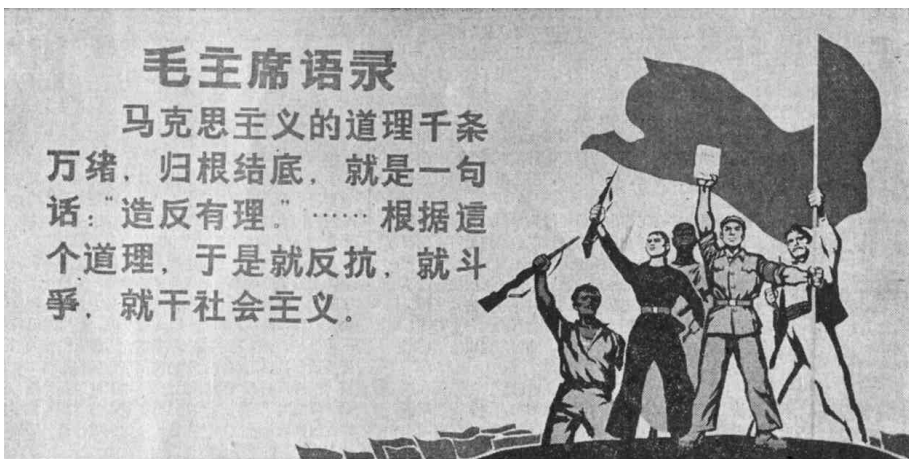 毛主席语录
马克思主义的道理千条
万绪，归根结底，就是一句
话："造反有理。"……根据這
个道理，于是就反抗，就斗
爭，就干社会主义。